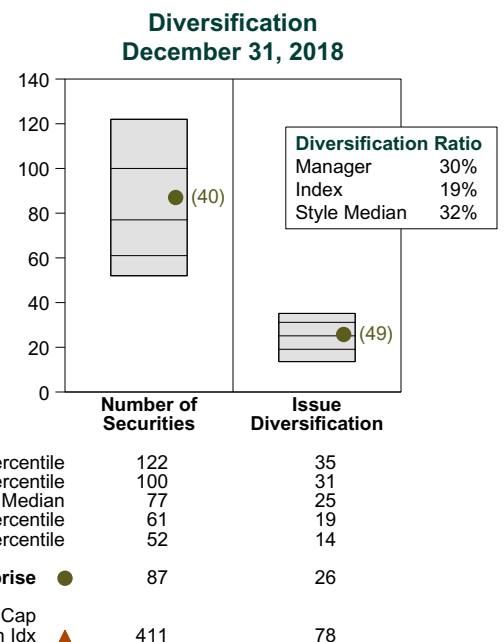 Diversification
December 31, 2018
140
120
100
80
60
40
20
0
(40)
(49)
Diversification Ratio
Manager 30%
Index 19%
Style Median 32%
Number of Securities
Issue Diversification
ercentile 122 35
ercentile 100 31
Median 77 25
ercentile 61 19
ercentile 52 14
rise 87 26
Cap
Idx 411 78